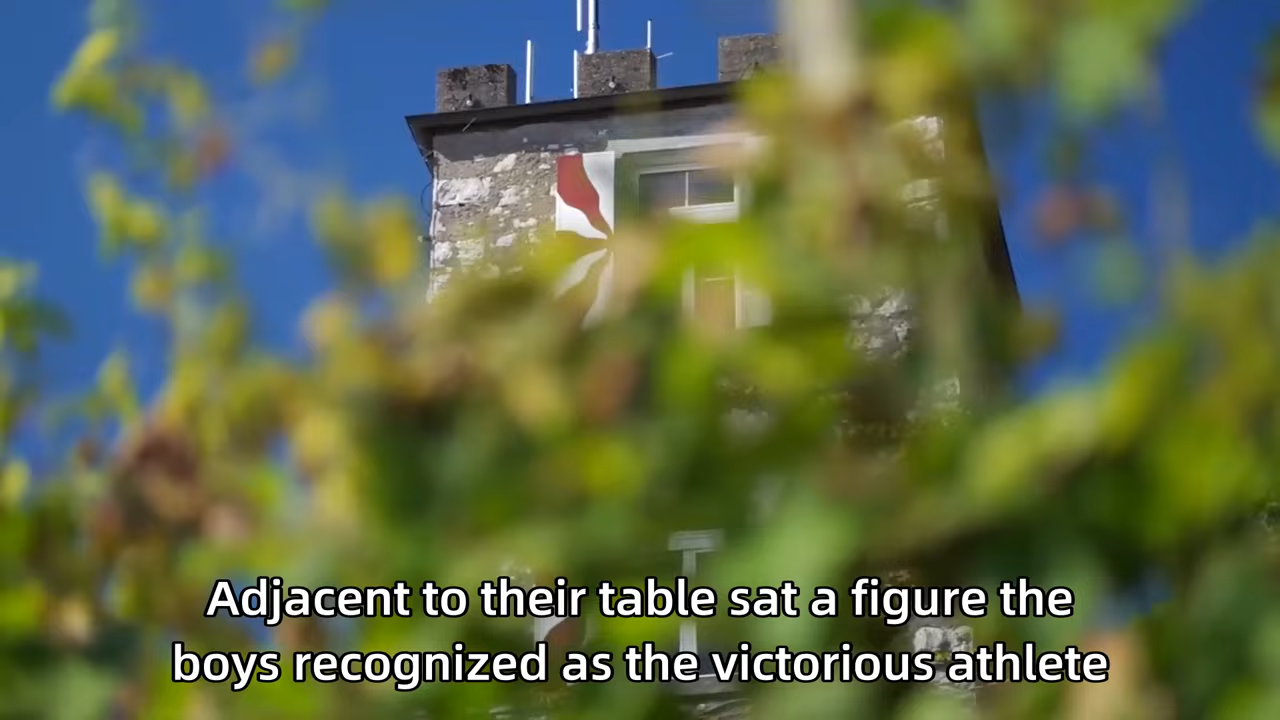 Adjacent to their table sat a figure the
boys recognized as the victorious athlete